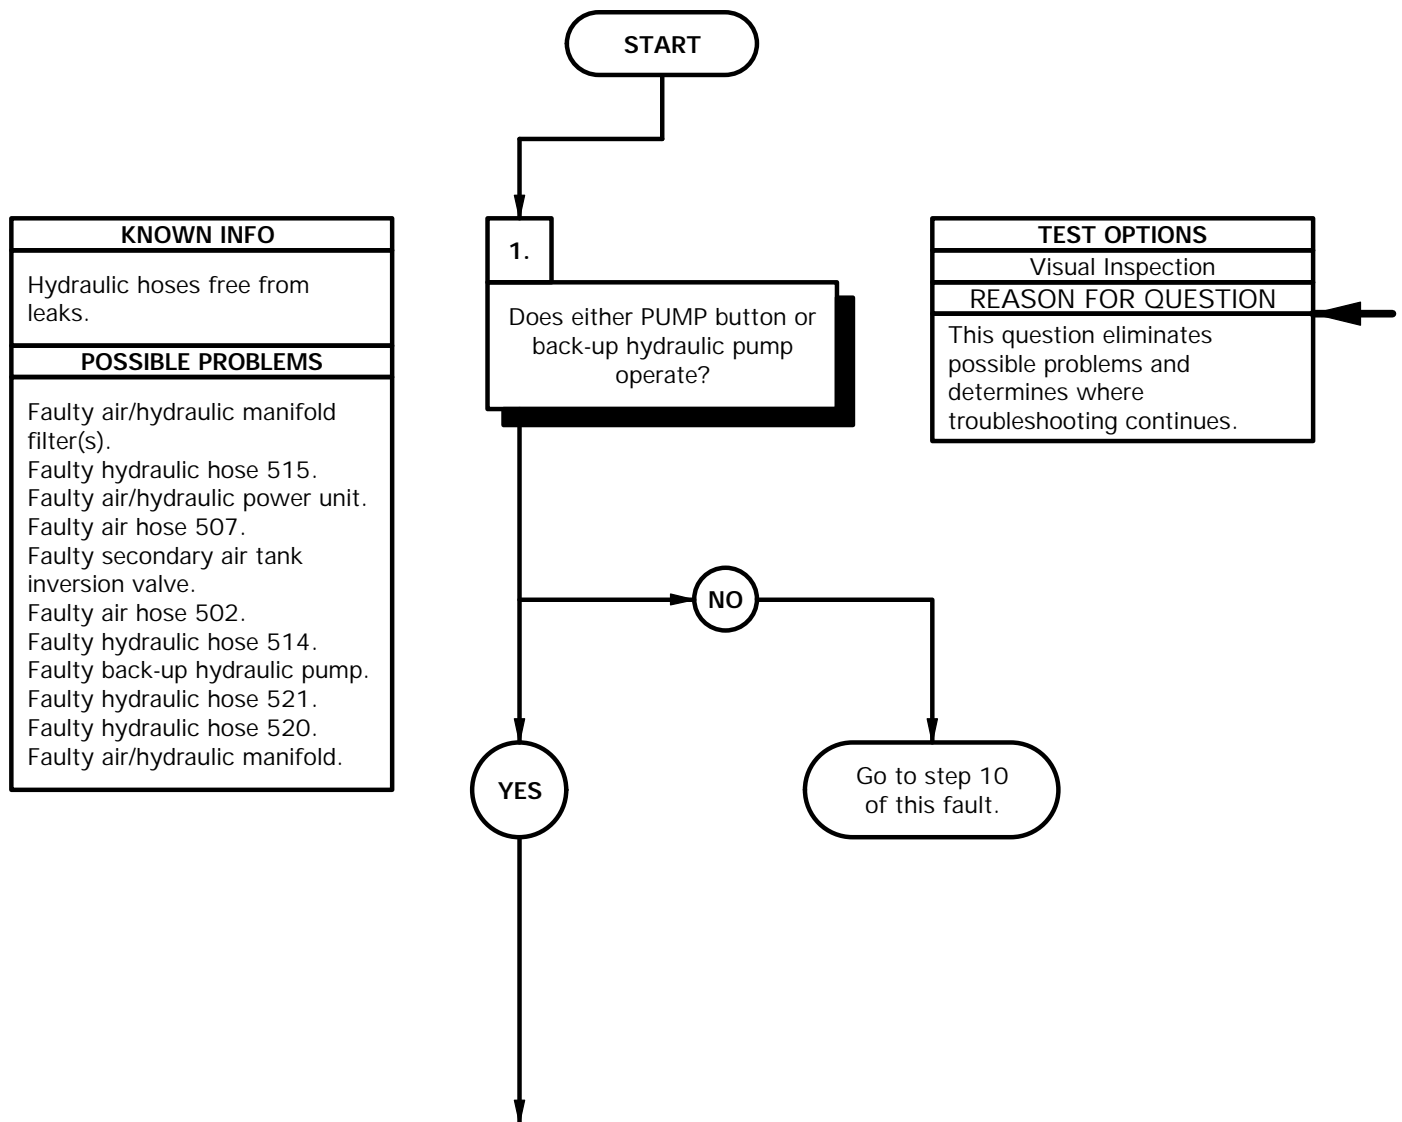 START
KNOWN INFO
Hydraulic hoses free from
leaks.
POSSIBLE PROBLEMS
Faulty air/hydraulic manifold
filter(s).
Faulty hydraulic hose 515.
Faulty air/hydraulic power unit.
Faulty air hose 507.
Faulty secondary air tank
inversion valve.
Faulty air hose 502.
Faulty hydraulic hose 514.
Faulty back-up hydraulic pump.
Faulty hydraulic hose 521.
Faulty hydraulic hose 520.
Faulty air/hydraulic manifold.
1.
Does either PUMP button or
back-up hydraulic pump
operate?
TEST OPTIONS
Visual Inspection
REASON FOR QUESTION
This question eliminates
possible problems and
determines where
troubleshooting continues.
NO
YES
Go to step 10
of this fault.